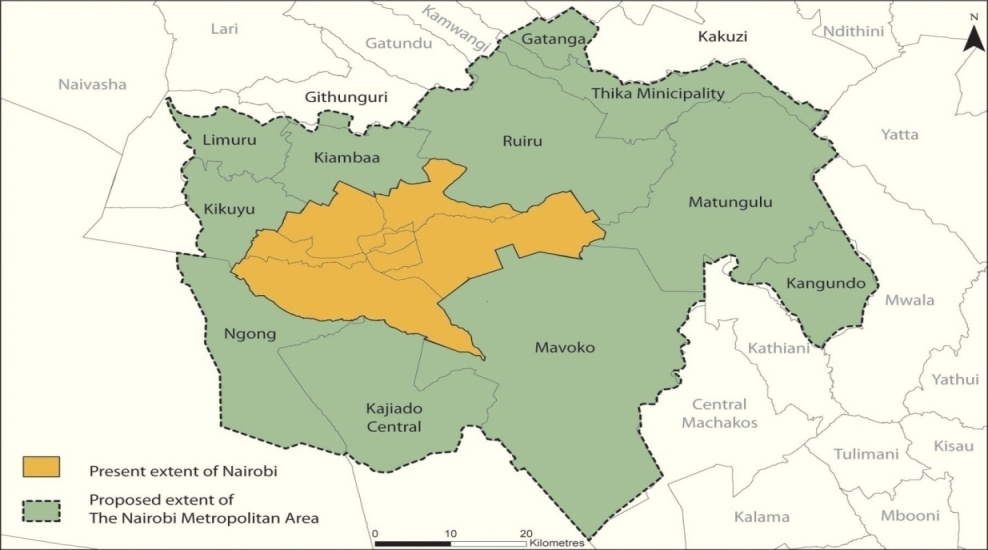 N
Lari
Gatundu
Kamwangi
Gatanga
Kakuzi
Ndithini
Naivasha
Githunguri
Thika Minicipality
Yatta
Limuru
Kiambaa
Ruiru
Kikuyu
Matungulu
Kangundo
Mwala
Ngong
Mavoko
Kathiani
Yathui
Kajiado
Central
Central
Machakos
Tulimani
Kisau
Kalama
Mbooni
Present extent of Nairobi
Proposed extent of
The Nairobi Metropolitan Area
0 10 20
Kilometres